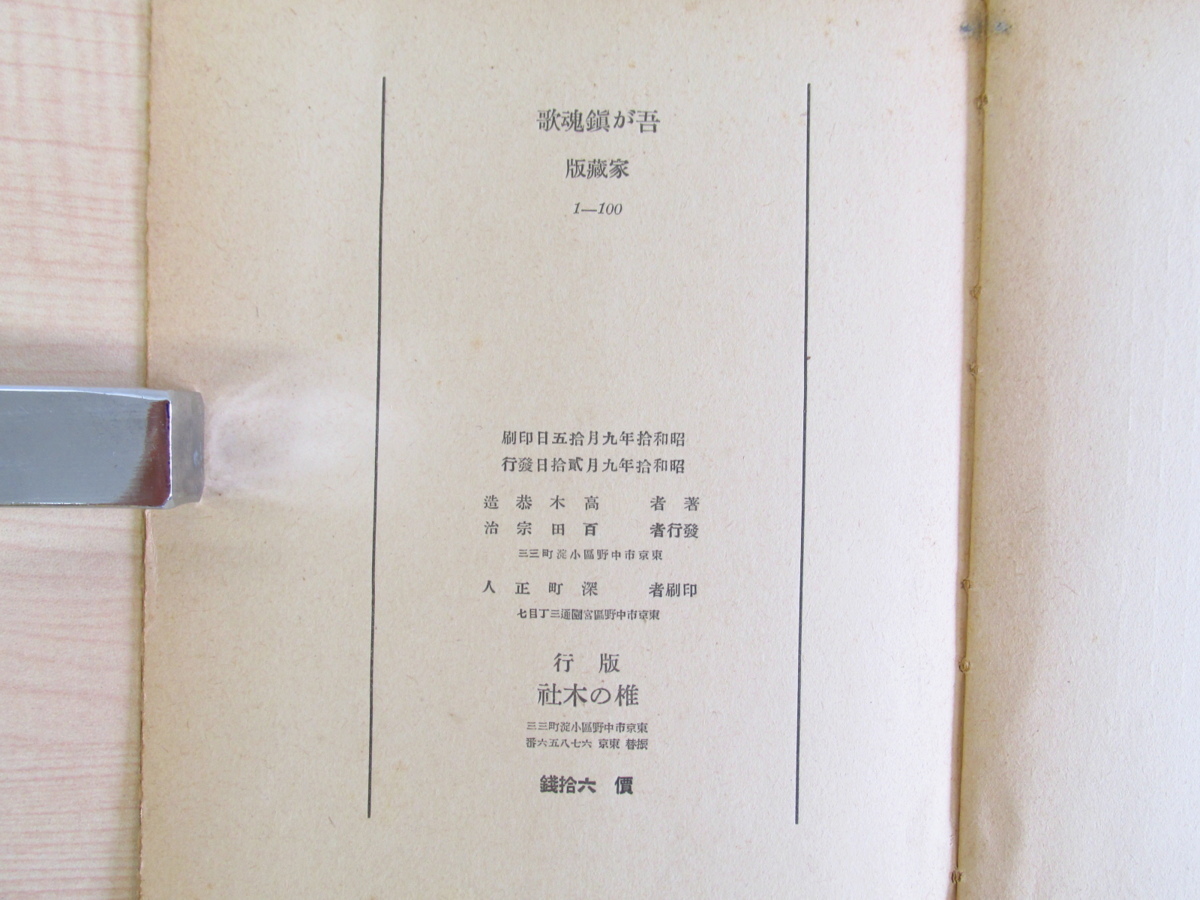 吾が鎭魂歌
家藏版
1—100
昭和拾年九月拾五日印刷
昭和拾年九月貳拾日發行
著者 高木恭造
發行者 百田宗治
東京市中野區小淀町三三
印刷者 深町正人
東京市中野區宮園通三丁目七
版行
椎の木社
東京市中野區小淀町三三
振替 東京 六七八五六番
價 六拾錢